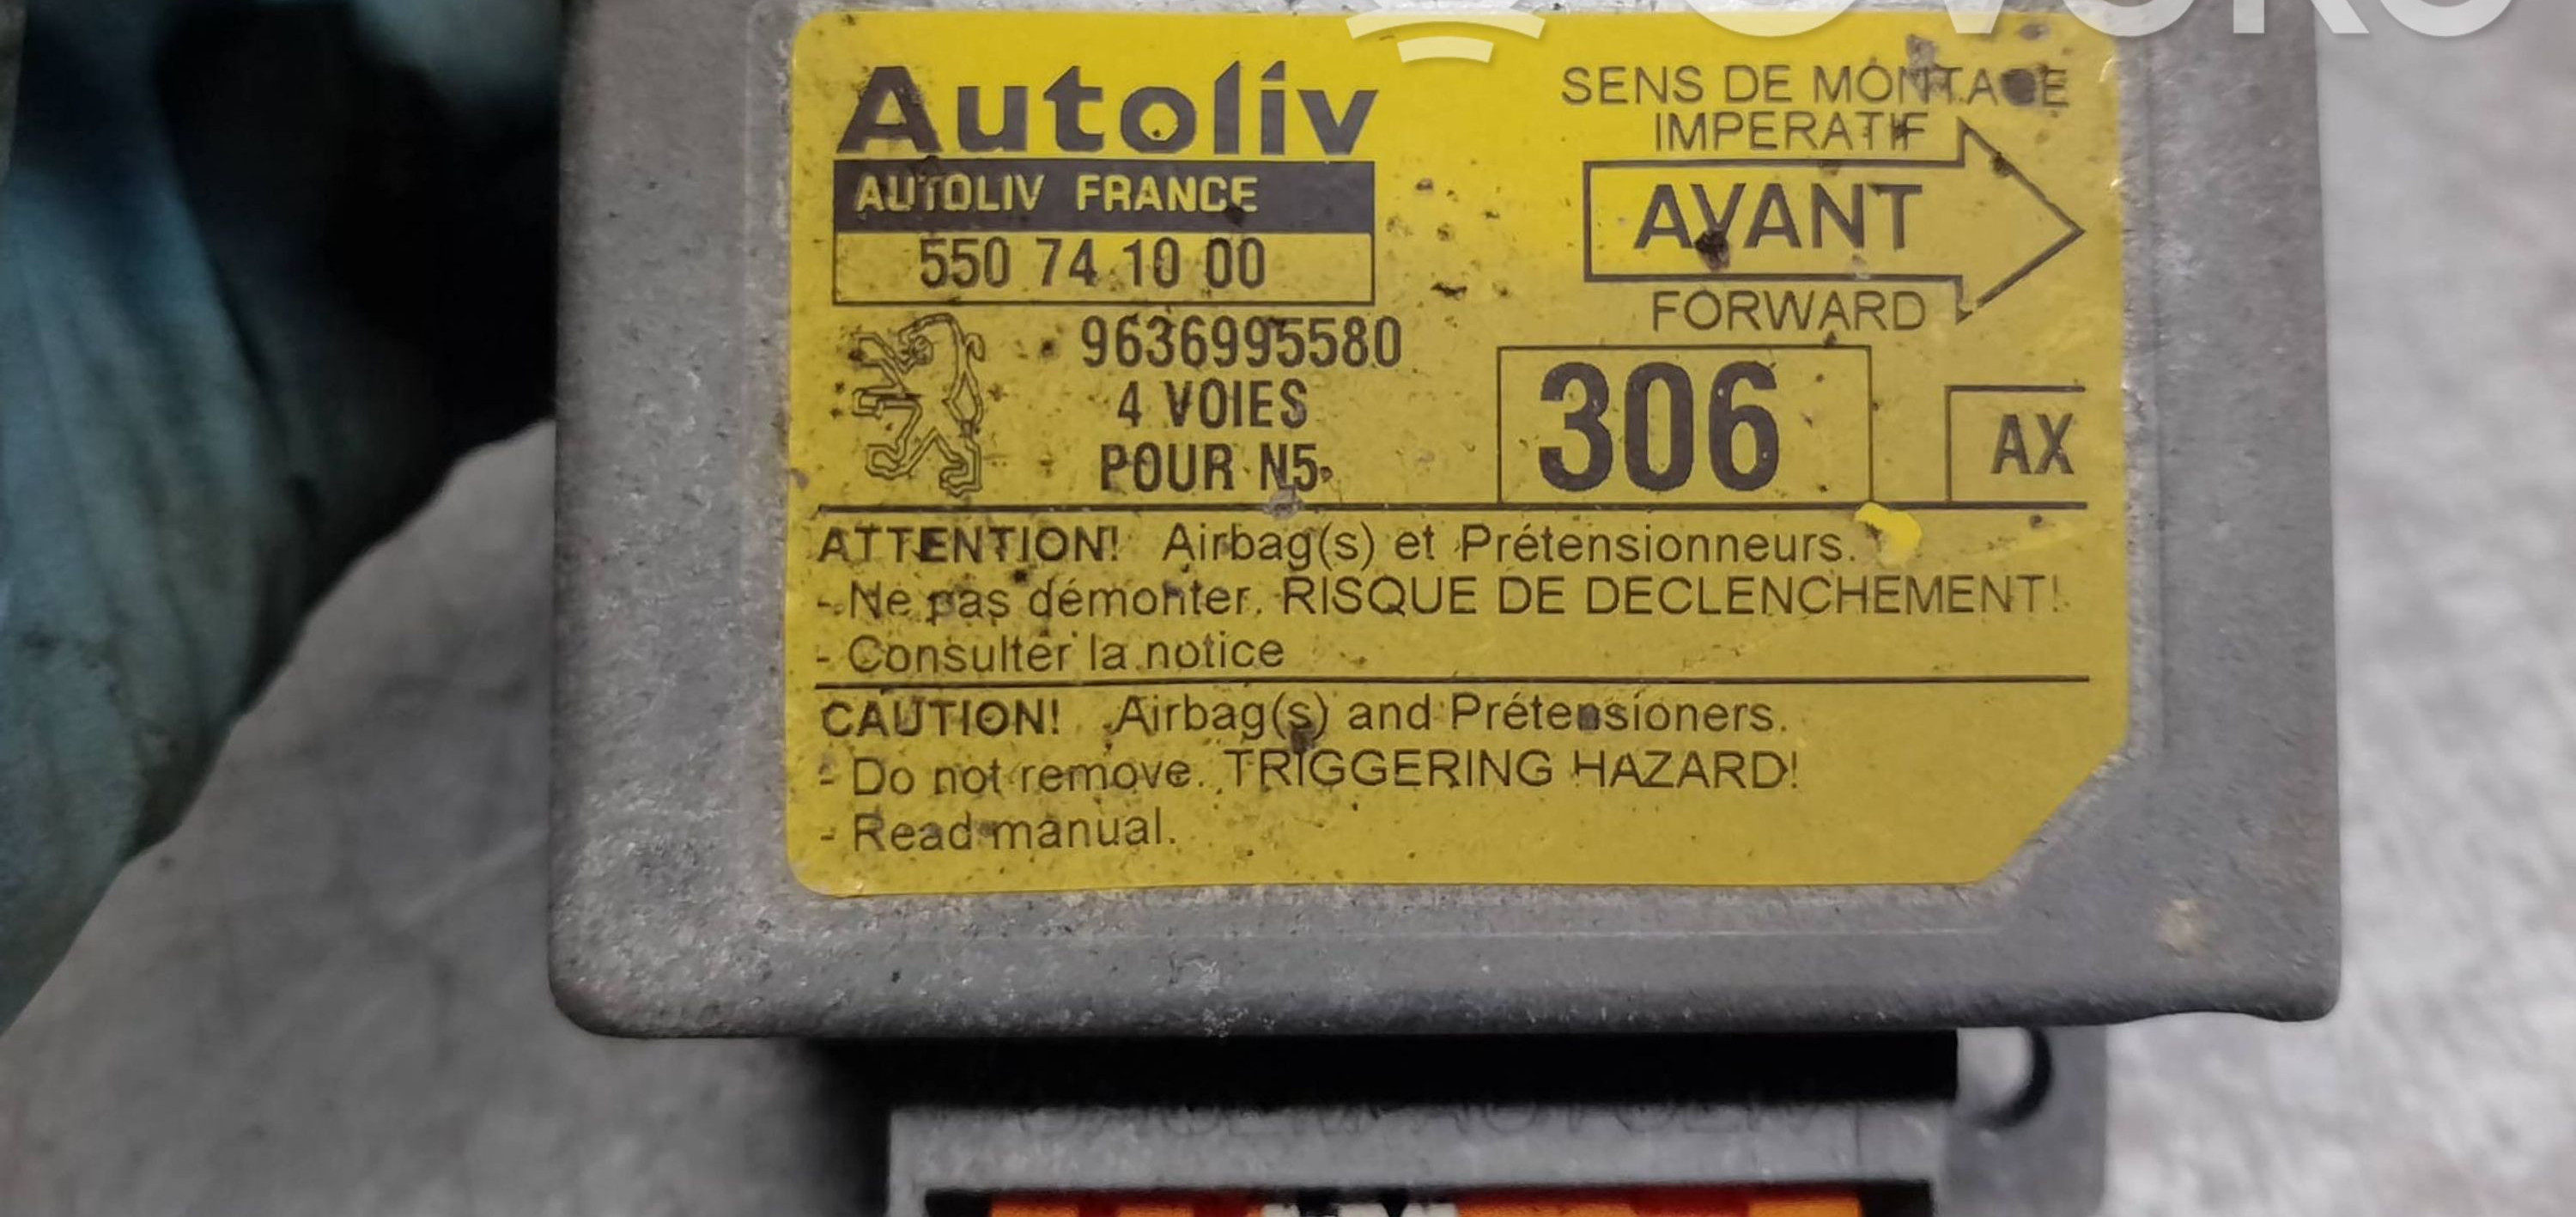 Autoliv
AUTOLIV FRANCE
550 74 10 00
9636995580
4 VOIES
POUR N5
SENS DE MONTAGE
IMPERATIF
AVANT
FORWARD
306
AX
ATTENTION! Airbag(s) et Prétensionneurs.
- Ne pas démonter. RISQUE DE DECLENCHEMENT!
- Consulter la notice
CAUTION! Airbag(s) and Prétensioners.
- Do not remove. TRIGGERING HAZARD!
- Read manual.